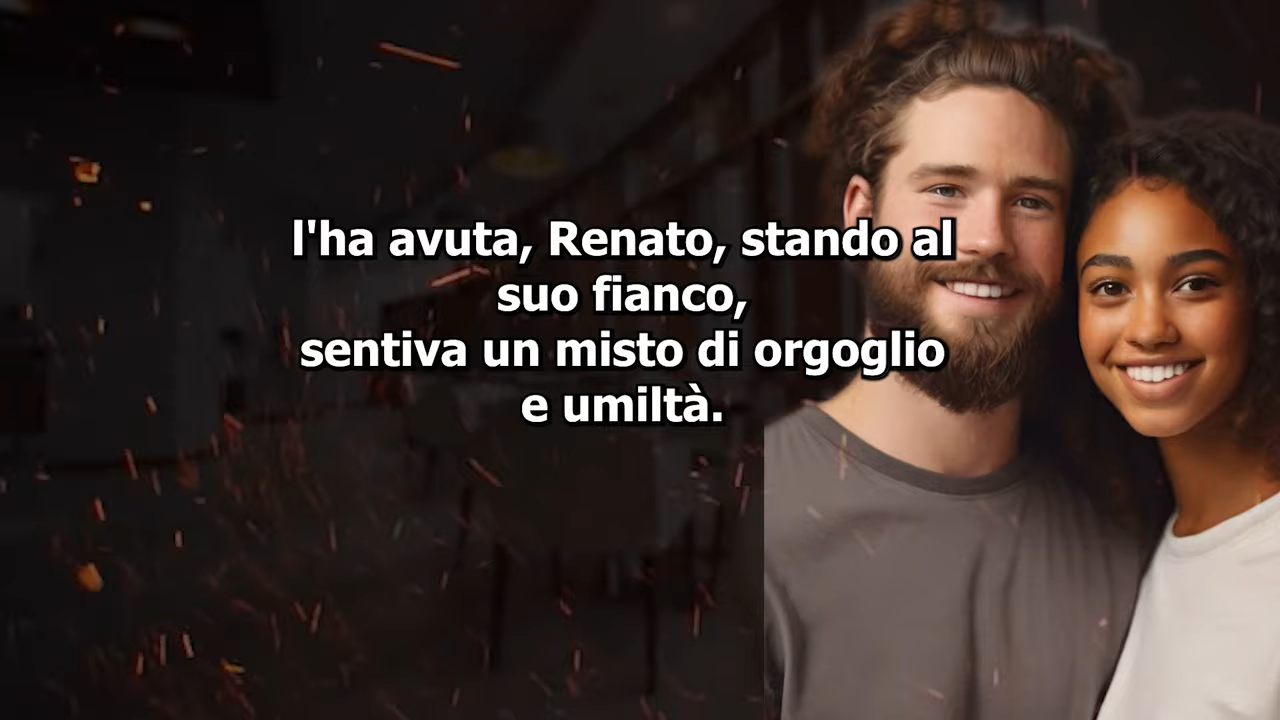 l'ha avuta, Renato, stando al
suo fianco,
sentiva un misto di orgoglio
e umiltà.